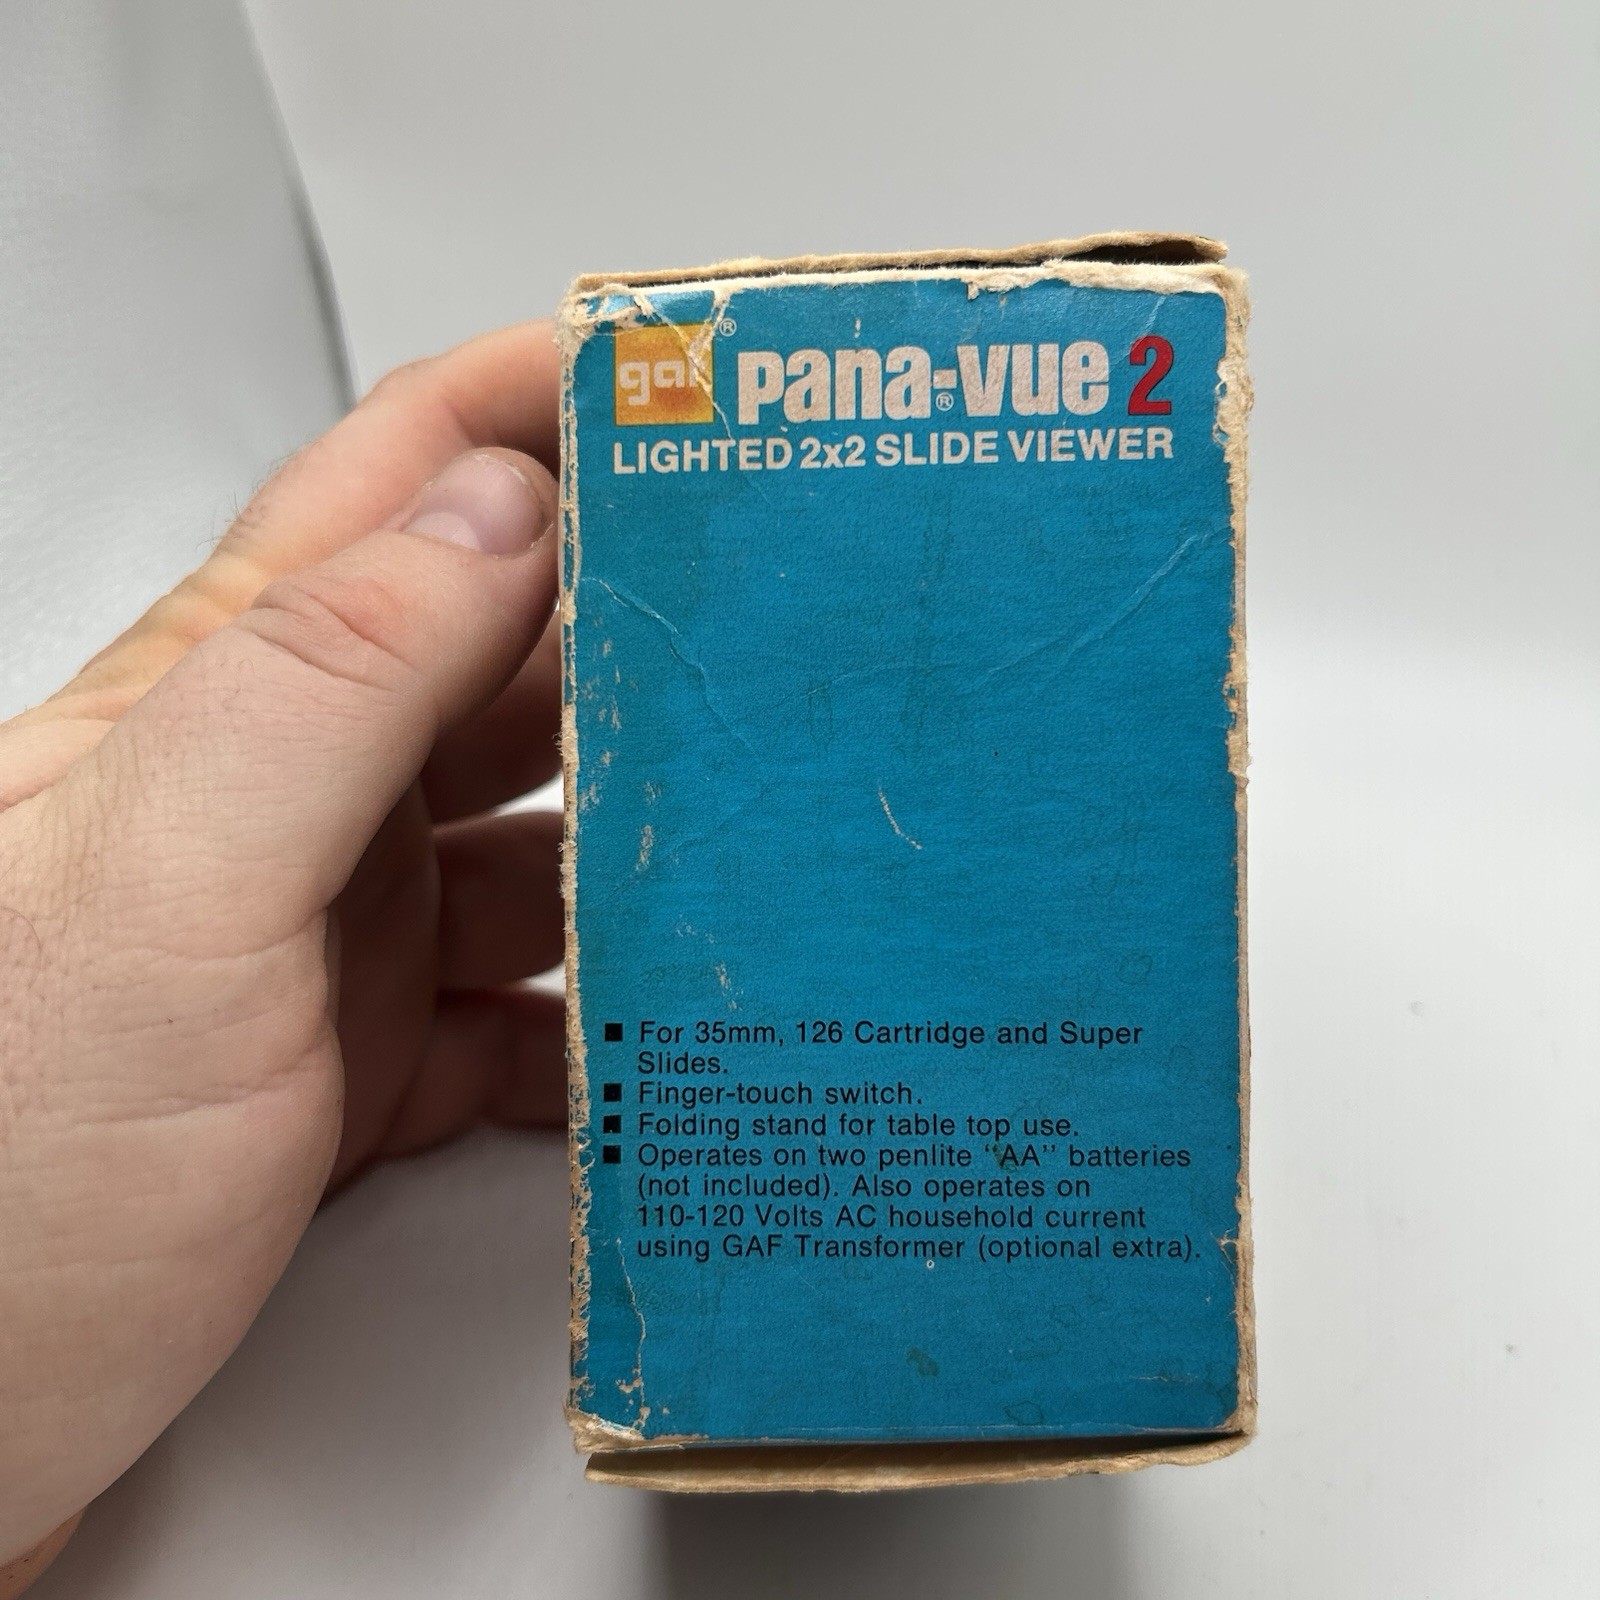 gaf® pana-vue® 2
LIGHTED 2x2 SLIDE VIEWER
■ For 35mm, 126 Cartridge and Super
Slides.
■ Finger-touch switch.
■ Folding stand for table top use.
■ Operates on two penlite "AA" batteries
(not included). Also operates on
110-120 Volts AC household current
using GAF Transformer (optional extra).